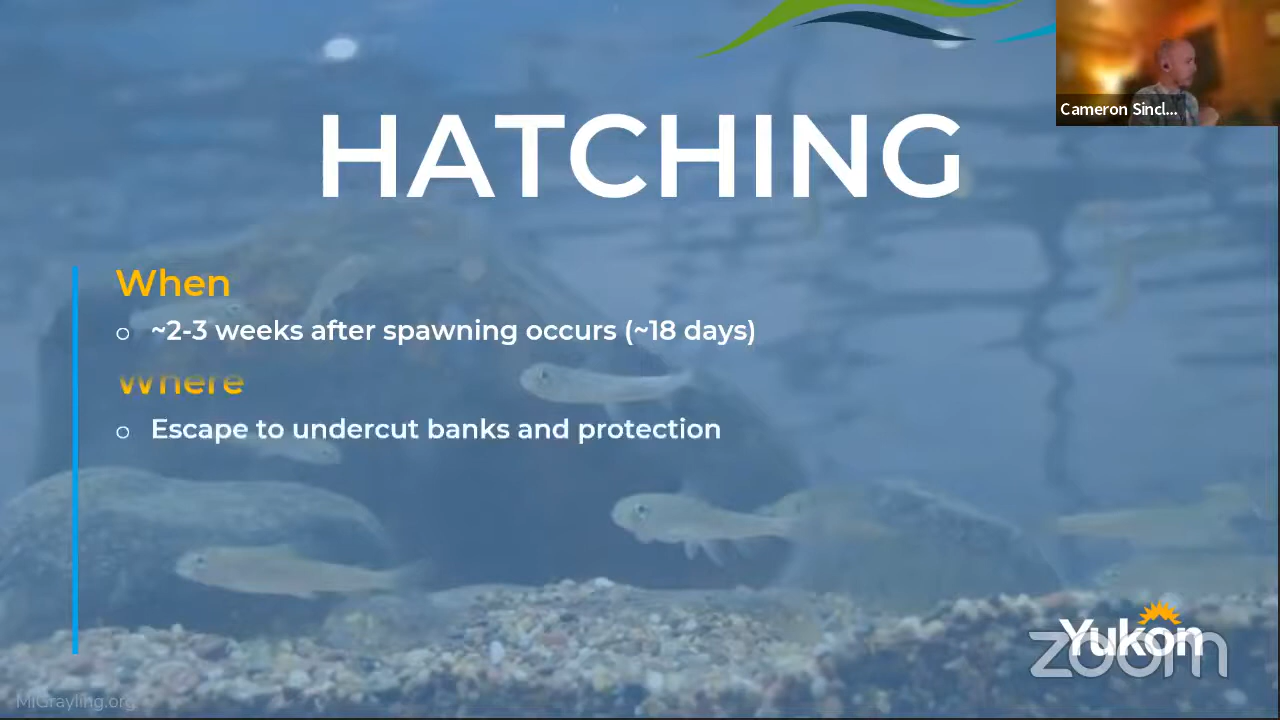 Cameron Sincl...
HATCHING
When
o ~2-3 weeks after spawning occurs (~18 days)
Where
o Escape to undercut banks and protection
Yukon
zoom
MIGrayling.org